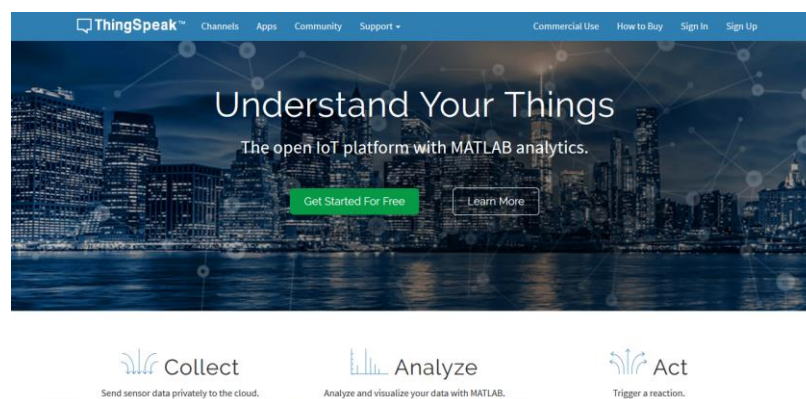 ThingSpeak™ Channels Apps Community Support Commercial Use How to Buy Sign In Sign Up
Understand Your Things
The open IoT platform with MATLAB analytics.
Get Started For Free Learn More
Collect Analyze Act
Send sensor data privately to the cloud. Analyze and visualize your data with MATLAB. Trigger a reaction.